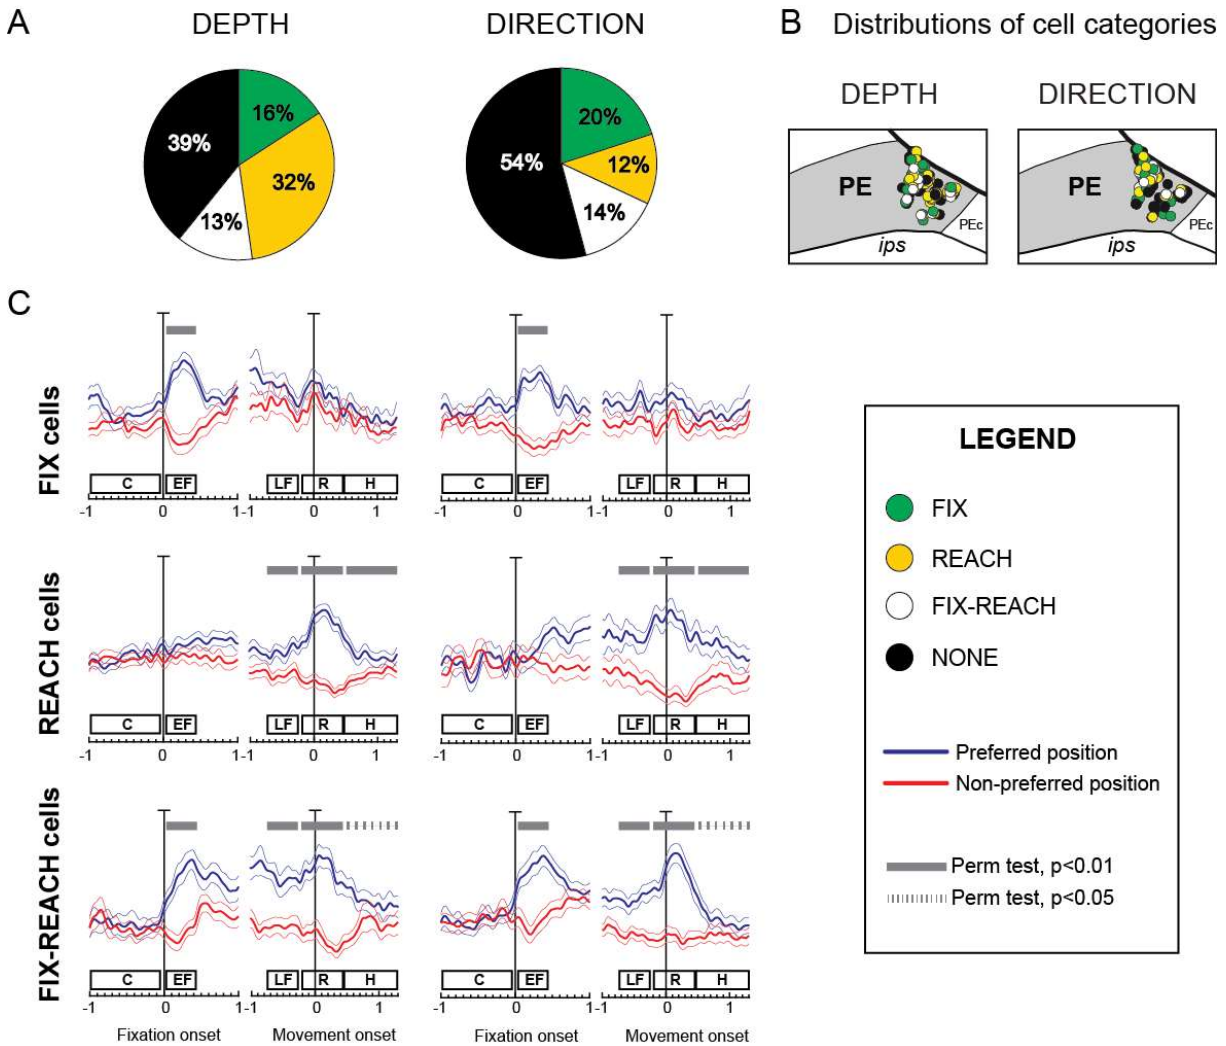 A
DEPTH
DIRECTION
B Distributions of cell categories
16%
32%
13%
39%
20%
12%
14%
54%
DEPTH
DIRECTION
PE
PEc
ips
PE
PEc
ips
C
FIX cells
C EF LF R H C EF LF R H
-1 0 1 0 1 -1 0 1-1 0 1
REACH cells
C EF LF R H C EF LF R H
-1 0 1 0 1 -1 0 1-1 0 1
FIX-REACH cells
C EF LF R H C EF LF R H
-1 0 1 0 1 -1 0 1-1 0 1
Fixation onset Movement onset Fixation onset Movement onset
LEGEND
FIX
REACH
FIX-REACH
NONE
Preferred position
Non-preferred position
Perm test, p<0.01
Perm test, p<0.05